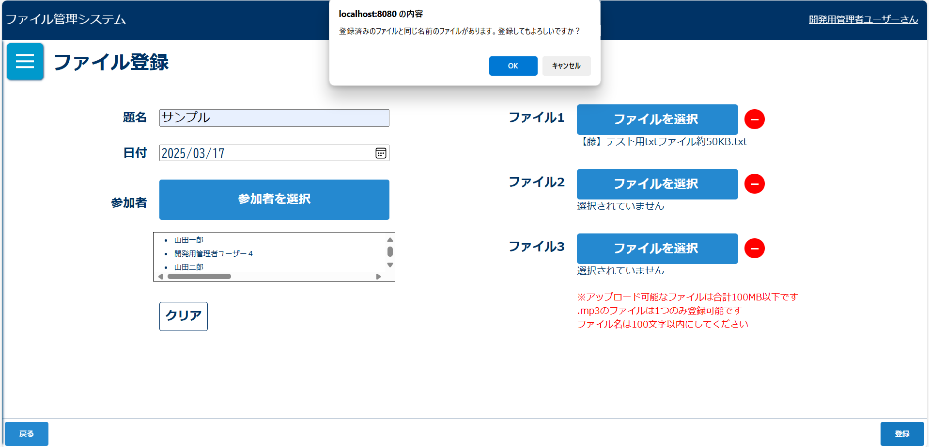 ファイル管理システム
開発用管理者ユーザーさん
localhost:8080 の内容
登録済みのファイルと同じ名前のファイルがあります。登録してもよろしいですか？
OK
キャンセル
ファイル登録
題名
サンプル
日付
2025/03/17
参加者
参加者を選択
• 山田一郎
• 開発用管理者ユーザー４
• 山田二郎
クリア
ファイル1
ファイルを選択
【藤】テスト用txtファイル約50KB.txt
ファイル2
ファイルを選択
選択されていません
ファイル3
ファイルを選択
選択されていません
※アップロード可能なファイルは合計100MB以下です
.mp3のファイルは1つのみ登録可能です
ファイル名は100文字以内にしてください
戻る
登録